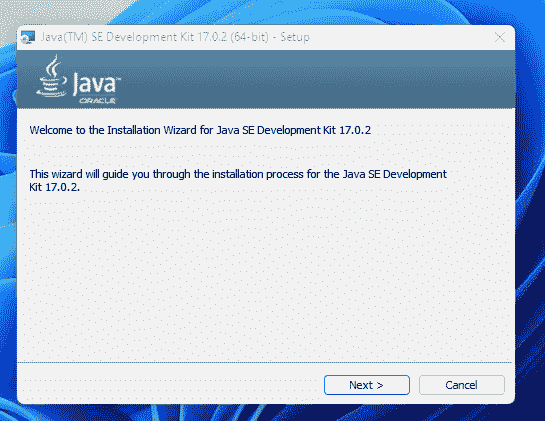 Java(TM) SE Development Kit 17.0.2 (64-bit) - Setup
Java™
ORACLE
Welcome to the Installation Wizard for Java SE Development Kit 17.0.2
This wizard will guide you through the installation process for the Java SE Development
Kit 17.0.2.
Next > Cancel